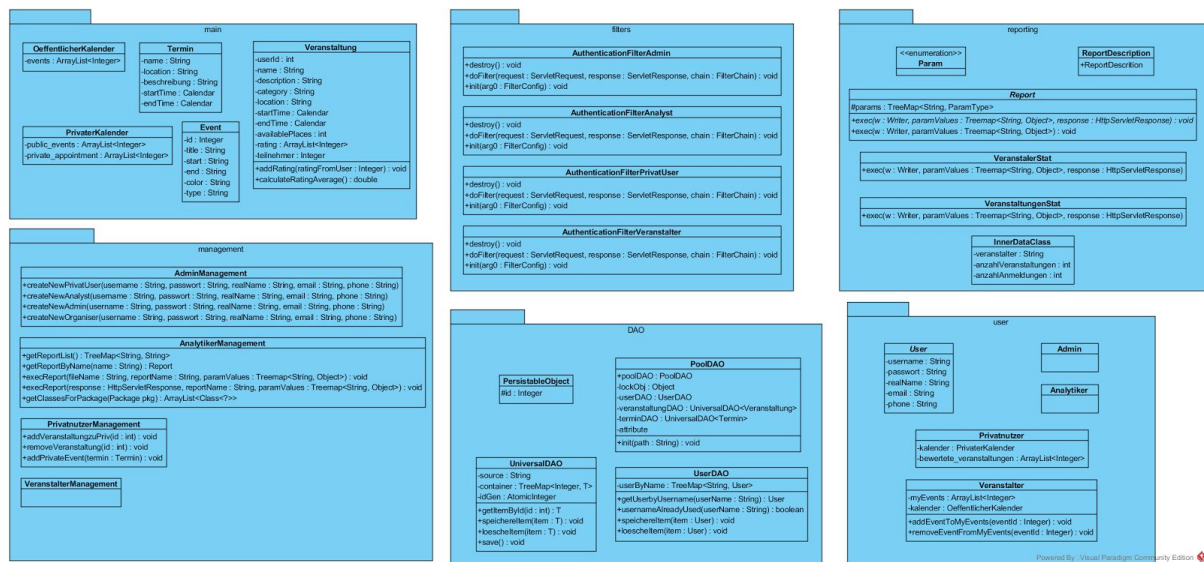 main
OeffentlicherKalender
-events : ArrayList<Integer>
Termin
-name : String
-location : String
-beschreibung : String
-startTime : Calendar
-endTime : Calendar
Veranstaltung
-userId : int
-name : String
-description : String
-category : String
-location : String
-startTime : Calendar
-endTime : Calendar
-availablePlaces : int
-rating : ArrayList<Integer>
-teilnehmer : Integer
+addRating(ratingFromUser : Integer) : void
+calculateRatingAverage() : double
PrivaterKalender
-public_events : ArrayList<Integer>
-private_appointment : ArrayList<Integer>
Event
-id : Integer
-title : String
-start : String
-end : String
-color : String
-type : String
filters
AuthenticationFilterAdmin
+destroy() : void
+doFilter(request : ServletRequest, response : ServletResponse, chain : FilterChain) : void
+init(arg0 : FilterConfig) : void
AuthenticationFilterAnalyst
+destroy() : void
+doFilter(request : ServletRequest, response : ServletResponse, chain : FilterChain) : void
+init(arg0 : FilterConfig) : void
AuthenticationFilterPrivatUser
+destroy() : void
+doFilter(request : ServletRequest, response : ServletResponse, chain : FilterChain) : void
+init(arg0 : FilterConfig) : void
AuthenticationFilterVeranstalter
+destroy() : void
+doFilter(request : ServletRequest, response : ServletResponse, chain : FilterChain) : void
+init(arg0 : FilterConfig) : void
reporting
<<enumeration>>
Param
ReportDescription
+ReportDescrition
Report
#params : TreeMap<String, ParamType>
+exec(w : Writer, paramValues : Treemap<String, Object>, response : HttpServletResponse) : void
+exec(w : Writer, paramValues : Treemap<String, Object>) : void
VeranstalerStat
+exec(w : Writer, paramValues : Treemap<String, Object>, response : HttpServletResponse)
VeranstaltungenStat
+exec(w : Writer, paramValues : Treemap<String, Object>, response : HttpServletResponse)
InnerDataClass
-veranstalter : String
-anzahlVeranstaltungen : int
-anzahlAnmeldungen : int
management
AdminManagement
+createNewPrivatUser(username : String, passwort : String, realName : String, email : String, phone : String)
+createNewAnalyst(username : String, passwort : String, realName : String, email : String, phone : String)
+createNewAdmin(username : String, passwort : String, realName : String, email : String, phone : String)
+createNewOrganiser(username : String, passwort : String, realName : String, email : String, phone : String)
AnalytikerManagement
+getReportList() : TreeMap<String, String>
+getReportByName(name : String) : Report
+execReport(fileName : String, reportName : String, paramValues : Treemap<String, Object>) : void
+execReport(response : HttpServletResponse, reportName : String, paramValues : Treemap<String, Object>) : void
+getClassesForPackage(Package pkg) : ArrayList<Class<?>>
PrivatnutzerManagement
+addVeranstaltungzuPriv(id : int) : void
+removeVeranstaltung(id : int) : void
+addPrivateEvent(termin : Termin) : void
VeranstalterManagement
DAO
PersistableObject
#id : Integer
PoolDAO
+poolDAO : PoolDAO
-lockObj : Object
-userDAO : UserDAO
-veranstaltungDAO : UniversalDAO<Veranstaltung>
-terminDAO : UniversalDAO<Termin>
-attribute
+init(path : String) : void
UniversalDAO
-source : String
-container : TreeMap<Integer, T>
-idGen : AtomicInteger
+getItemById(id : int) : T
+speichereItem(item : T) : void
+loescheItem(item : T) : void
+save() : void
UserDAO
-userByName : TreeMap<String, User>
+getUserbyUsername(userName : String) : User
+usernameAlreadyUsed(userName : String) : boolean
+speichereItem(item : User) : void
+loescheItem(item : User) : void
user
User
-username : String
-passwort : String
-realName : String
-email : String
-phone : String
Admin
Analytiker
Privatnutzer
-kalender : PrivaterKalender
-bewertete_veranstaltungen : ArrayList<Integer>
Veranstalter
-myEvents : ArrayList<Integer>
-kalender : OeffentlicherKalender
+addEventToMyEvents(eventId : Integer) : void
+removeEventFromMyEvents(eventId : Integer) : void
Powered By Visual Paradigm Community Edition